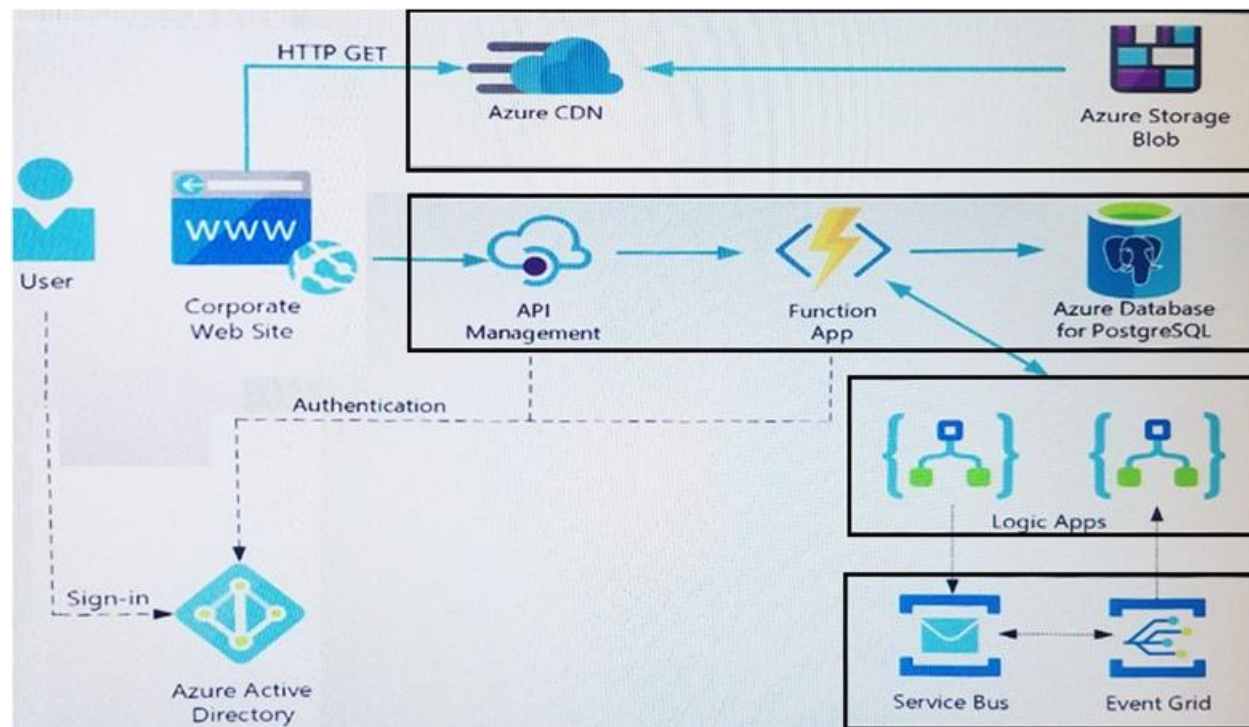 HTTP GET
Azure CDN
Azure Storage
Blob
www
User
Corporate
Web Site
API
Management
Function
App
Azure Database
for PostgreSQL
Authentication
Logic Apps
Sign-in
Azure Active
Directory
Service Bus
Event Grid